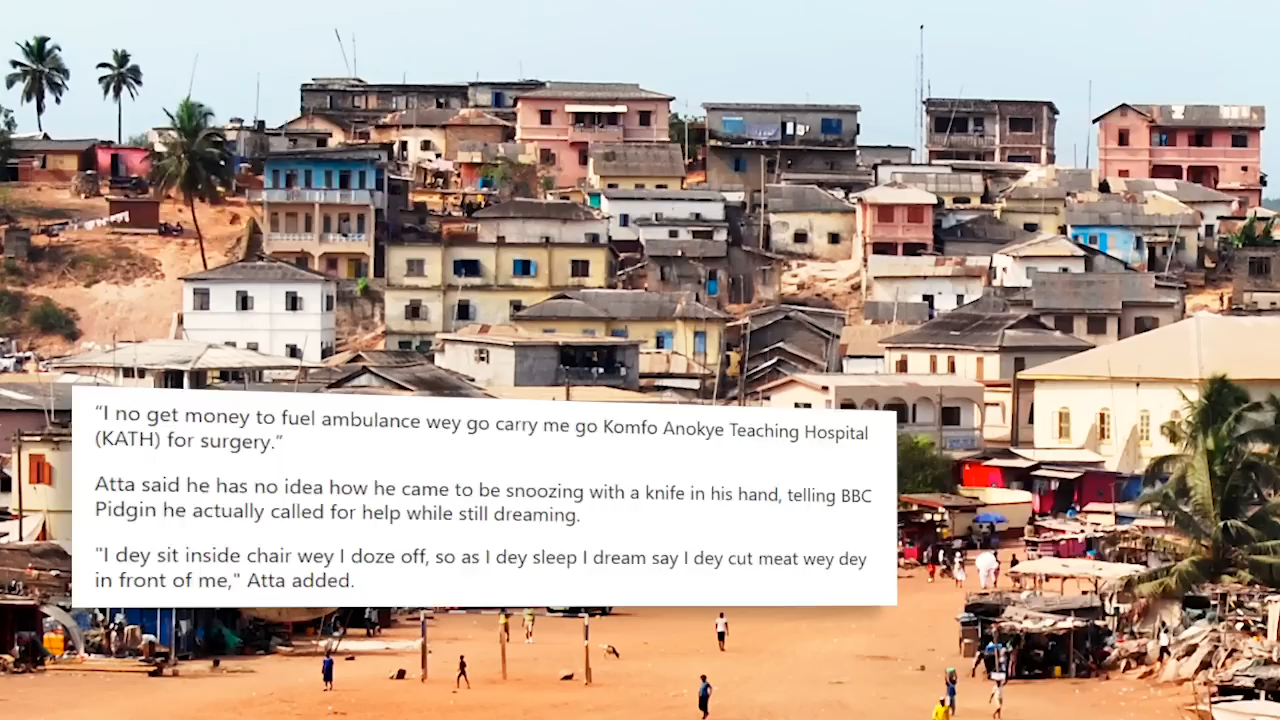 “I no get money to fuel ambulance wey go carry me go Komfo Anokye Teaching Hospital
(KATH) for surgery.”
Atta said he has no idea how he came to be snoozing with a knife in his hand, telling BBC
Pidgin he actually called for help while still dreaming.
"I dey sit inside chair wey I doze off, so as I dey sleep I dream say I dey cut meat wey dey
in front of me," Atta added.